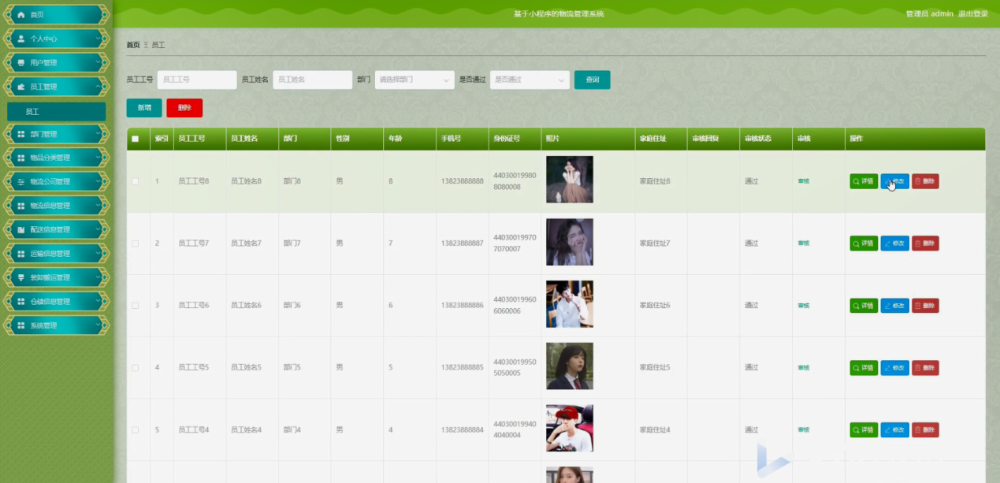 基于小程序的物流管理系统
管理员 admin 退出登录
首页
个人中心
用户管理
员工管理
员工
部门管理
物品分类管理
物流公司管理
物流信息管理
配送信息管理
运输信息管理
装卸搬运管理
仓储信息管理
系统管理
首页 Ξ 员工
员工工号 员工工号 员工姓名 员工姓名 部门 请选择部门 是否通过 是否通过 查询
新增 删除
索引 员工工号 员工姓名 部门 性别 年龄 手机号 身份证号 照片 家庭住址 审核回复 审核状态 审核 操作
1 员工工号8 员工姓名8 部门8 男 8 13823888888 44030019980 家庭住址8 通过 审核 详情 修改 删除
8080008
2 员工工号7 员工姓名7 部门7 男 7 13823888887 44030019970 家庭住址7 通过 审核 详情 修改 删除
7070007
3 员工工号6 员工姓名6 部门6 男 6 13823888886 44030019960 家庭住址6 通过 审核 详情 修改 删除
6060006
4 员工工号5 员工姓名5 部门5 男 5 13823888885 44030019950 家庭住址5 通过 审核 详情 修改 删除
5050005
5 员工工号4 员工姓名4 部门4 男 4 13823888884 44030019940 家庭住址4 通过 审核 详情 修改 删除
4040004